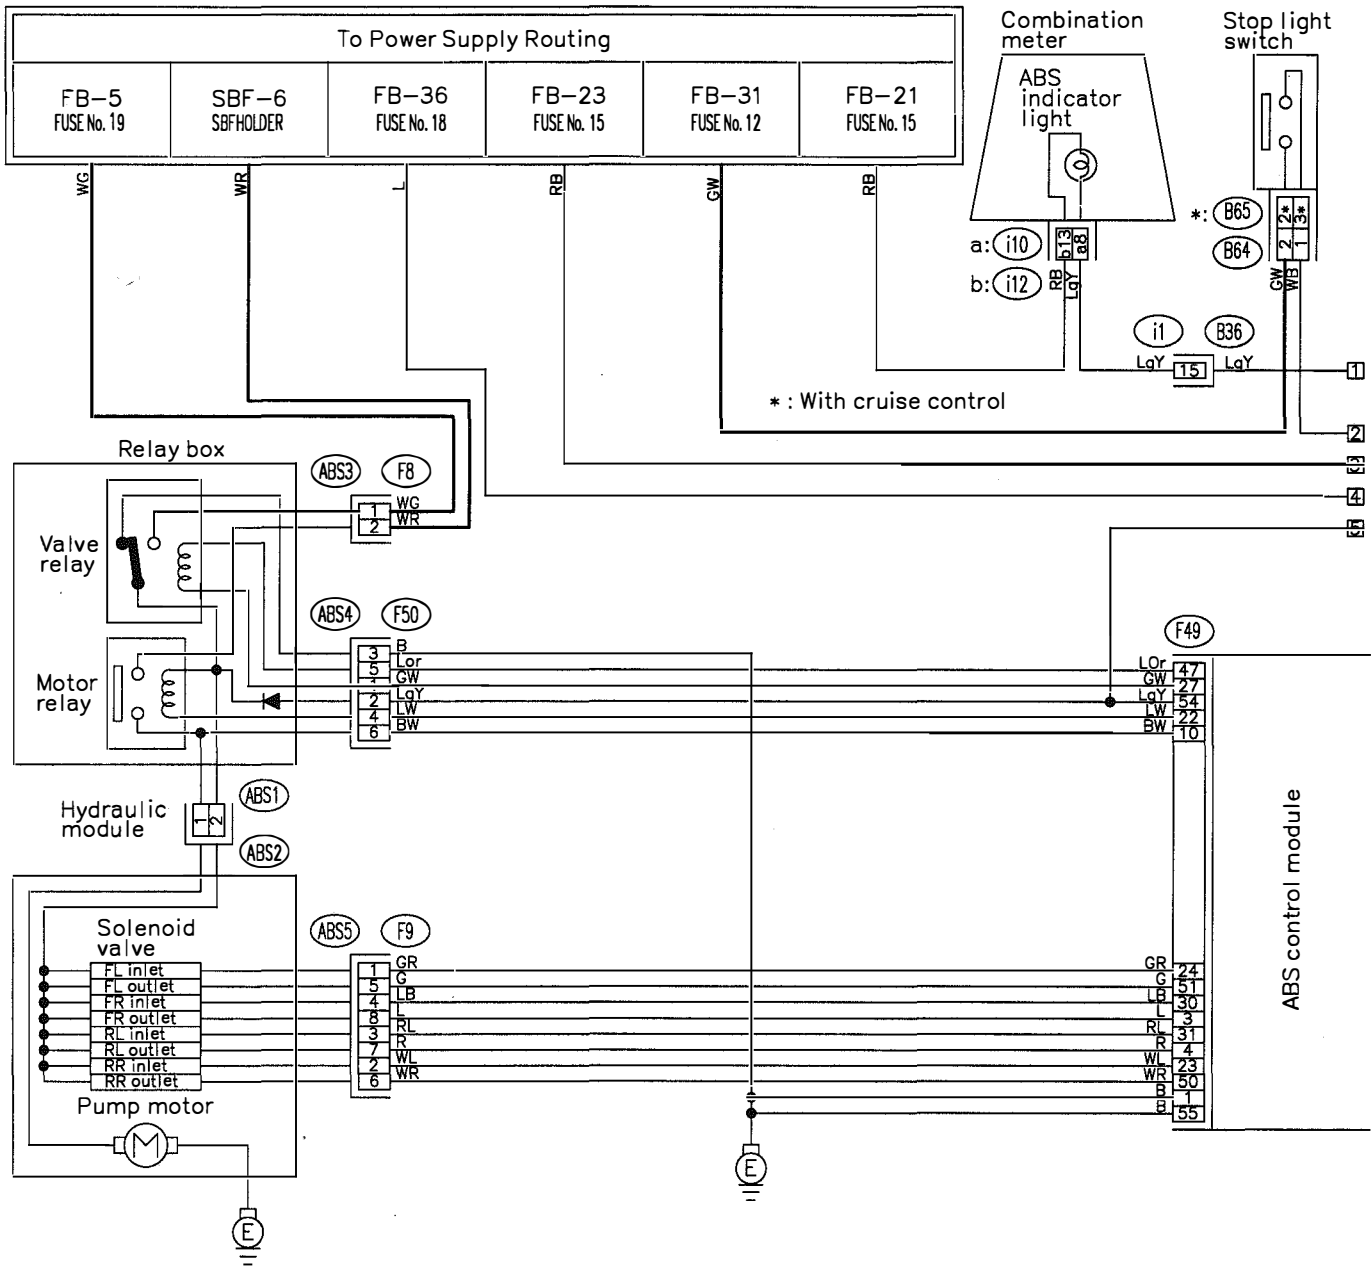 To Power Supply Routing
FB-5
FUSE No. 19
SBF-6
SBFHOLDER
FB-36
FUSE No. 18
FB-23
FUSE No. 15
FB-31
FUSE No. 12
FB-21
FUSE No. 15
WG
WR
L
RB
GW
RB
Combination
meter
ABS
indicator
light
Stop light
switch
a: i10
b: i12
b13
a8
RB
LgY
*: B65
B64
2*
3*
2
1
GW
WB
i1
B36
LgY
15
LgY
1
2
4
* : With cruise control
Relay box
ABS3
F8
1
WG
2
WR
Valve
relay
Motor
relay
ABS4
F50
3
B
5
Lor
1
GW
2
LgY
4
LW
6
BW
F49
LOr
47
GW
27
LgY
54
LW
22
BW
10
Hydraulic
module
1
2
ABS1
ABS2
Solenoid
valve
FL inlet
FL outlet
FR inlet
FR outlet
RL inlet
RL outlet
RR inlet
RR outlet
ABS5
F9
1
GR
5
G
4
LB
8
L
3
RL
7
R
2
WL
6
WR
GR
24
G
51
LB
30
L
3
RL
31
R
4
WL
23
WR
50
B
1
B
55
ABS control module
Pump motor
M
E
E